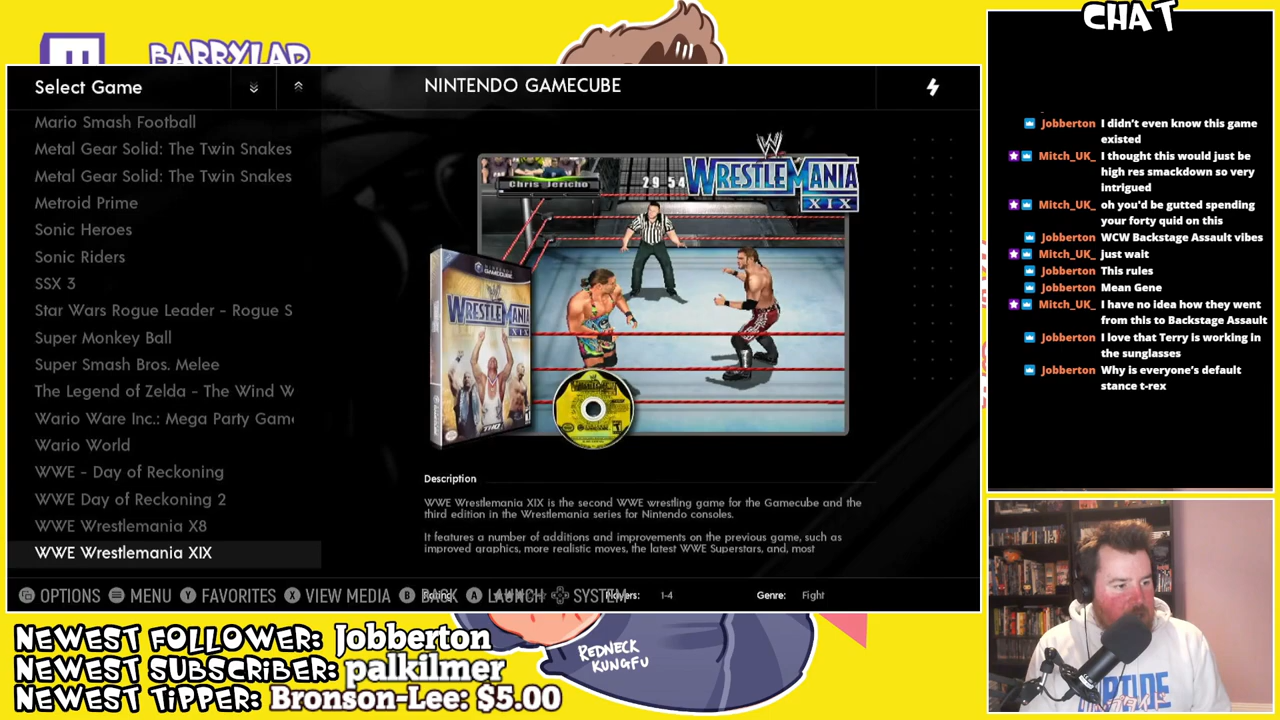 BARRYLAD
CHAT
Select Game
NINTENDO GAMECUBE
Mario Smash Football
Metal Gear Solid: The Twin Snakes
Metal Gear Solid: The Twin Snakes
Metroid Prime
Sonic Heroes
Sonic Riders
SSX 3
Star Wars Rogue Leader - Rogue S
Super Monkey Ball
Super Smash Bros. Melee
The Legend of Zelda - The Wind W
Wario Ware Inc.: Mega Party Game
Wario World
WWE - Day of Reckoning
WWE Day of Reckoning 2
WWE Wrestlemania X8
WWE Wrestlemania XIX
Chris Jericho
29 54
W
WRESTLEMANIA
XIX
GAMECUBE
WRESTLEMANIA
XIX
THQ
Description
WWE Wrestlemania XIX is the second WWE wrestling game for the Gamecube and the
third edition in the Wrestlemania series for Nintendo consoles.
It features a number of additions and improvements on the previous game, such as
improved graphics, more realistic moves, the latest WWE Superstars, and, most
OPTIONS MENU Y FAVORITES X VIEW MEDIA B BACK A LAUNCH SYSTEM
Rating: Players: 1-4 Genre: Fight
Jobberton I didn't even know this game
existed
Mitch_UK_ I thought this would just be
high res smackdown so very
intrigued
Mitch_UK_ oh you'd be gutted spending
your forty quid on this
Jobberton WCW Backstage Assault vibes
Mitch_UK_ Just wait
Jobberton This rules
Jobberton Mean Gene
Mitch_UK_ I have no idea how they went
from this to Backstage Assault
Jobberton I love that Terry is working in
the sunglasses
Jobberton Why is everyone's default
stance t-rex
REDNECK
KUNGFU
NEWEST FOLLOWER: Jobberton
NEWEST SUBSCRIBER: palkilmer
NEWEST TIPPER: Bronson-Lee: $5.00